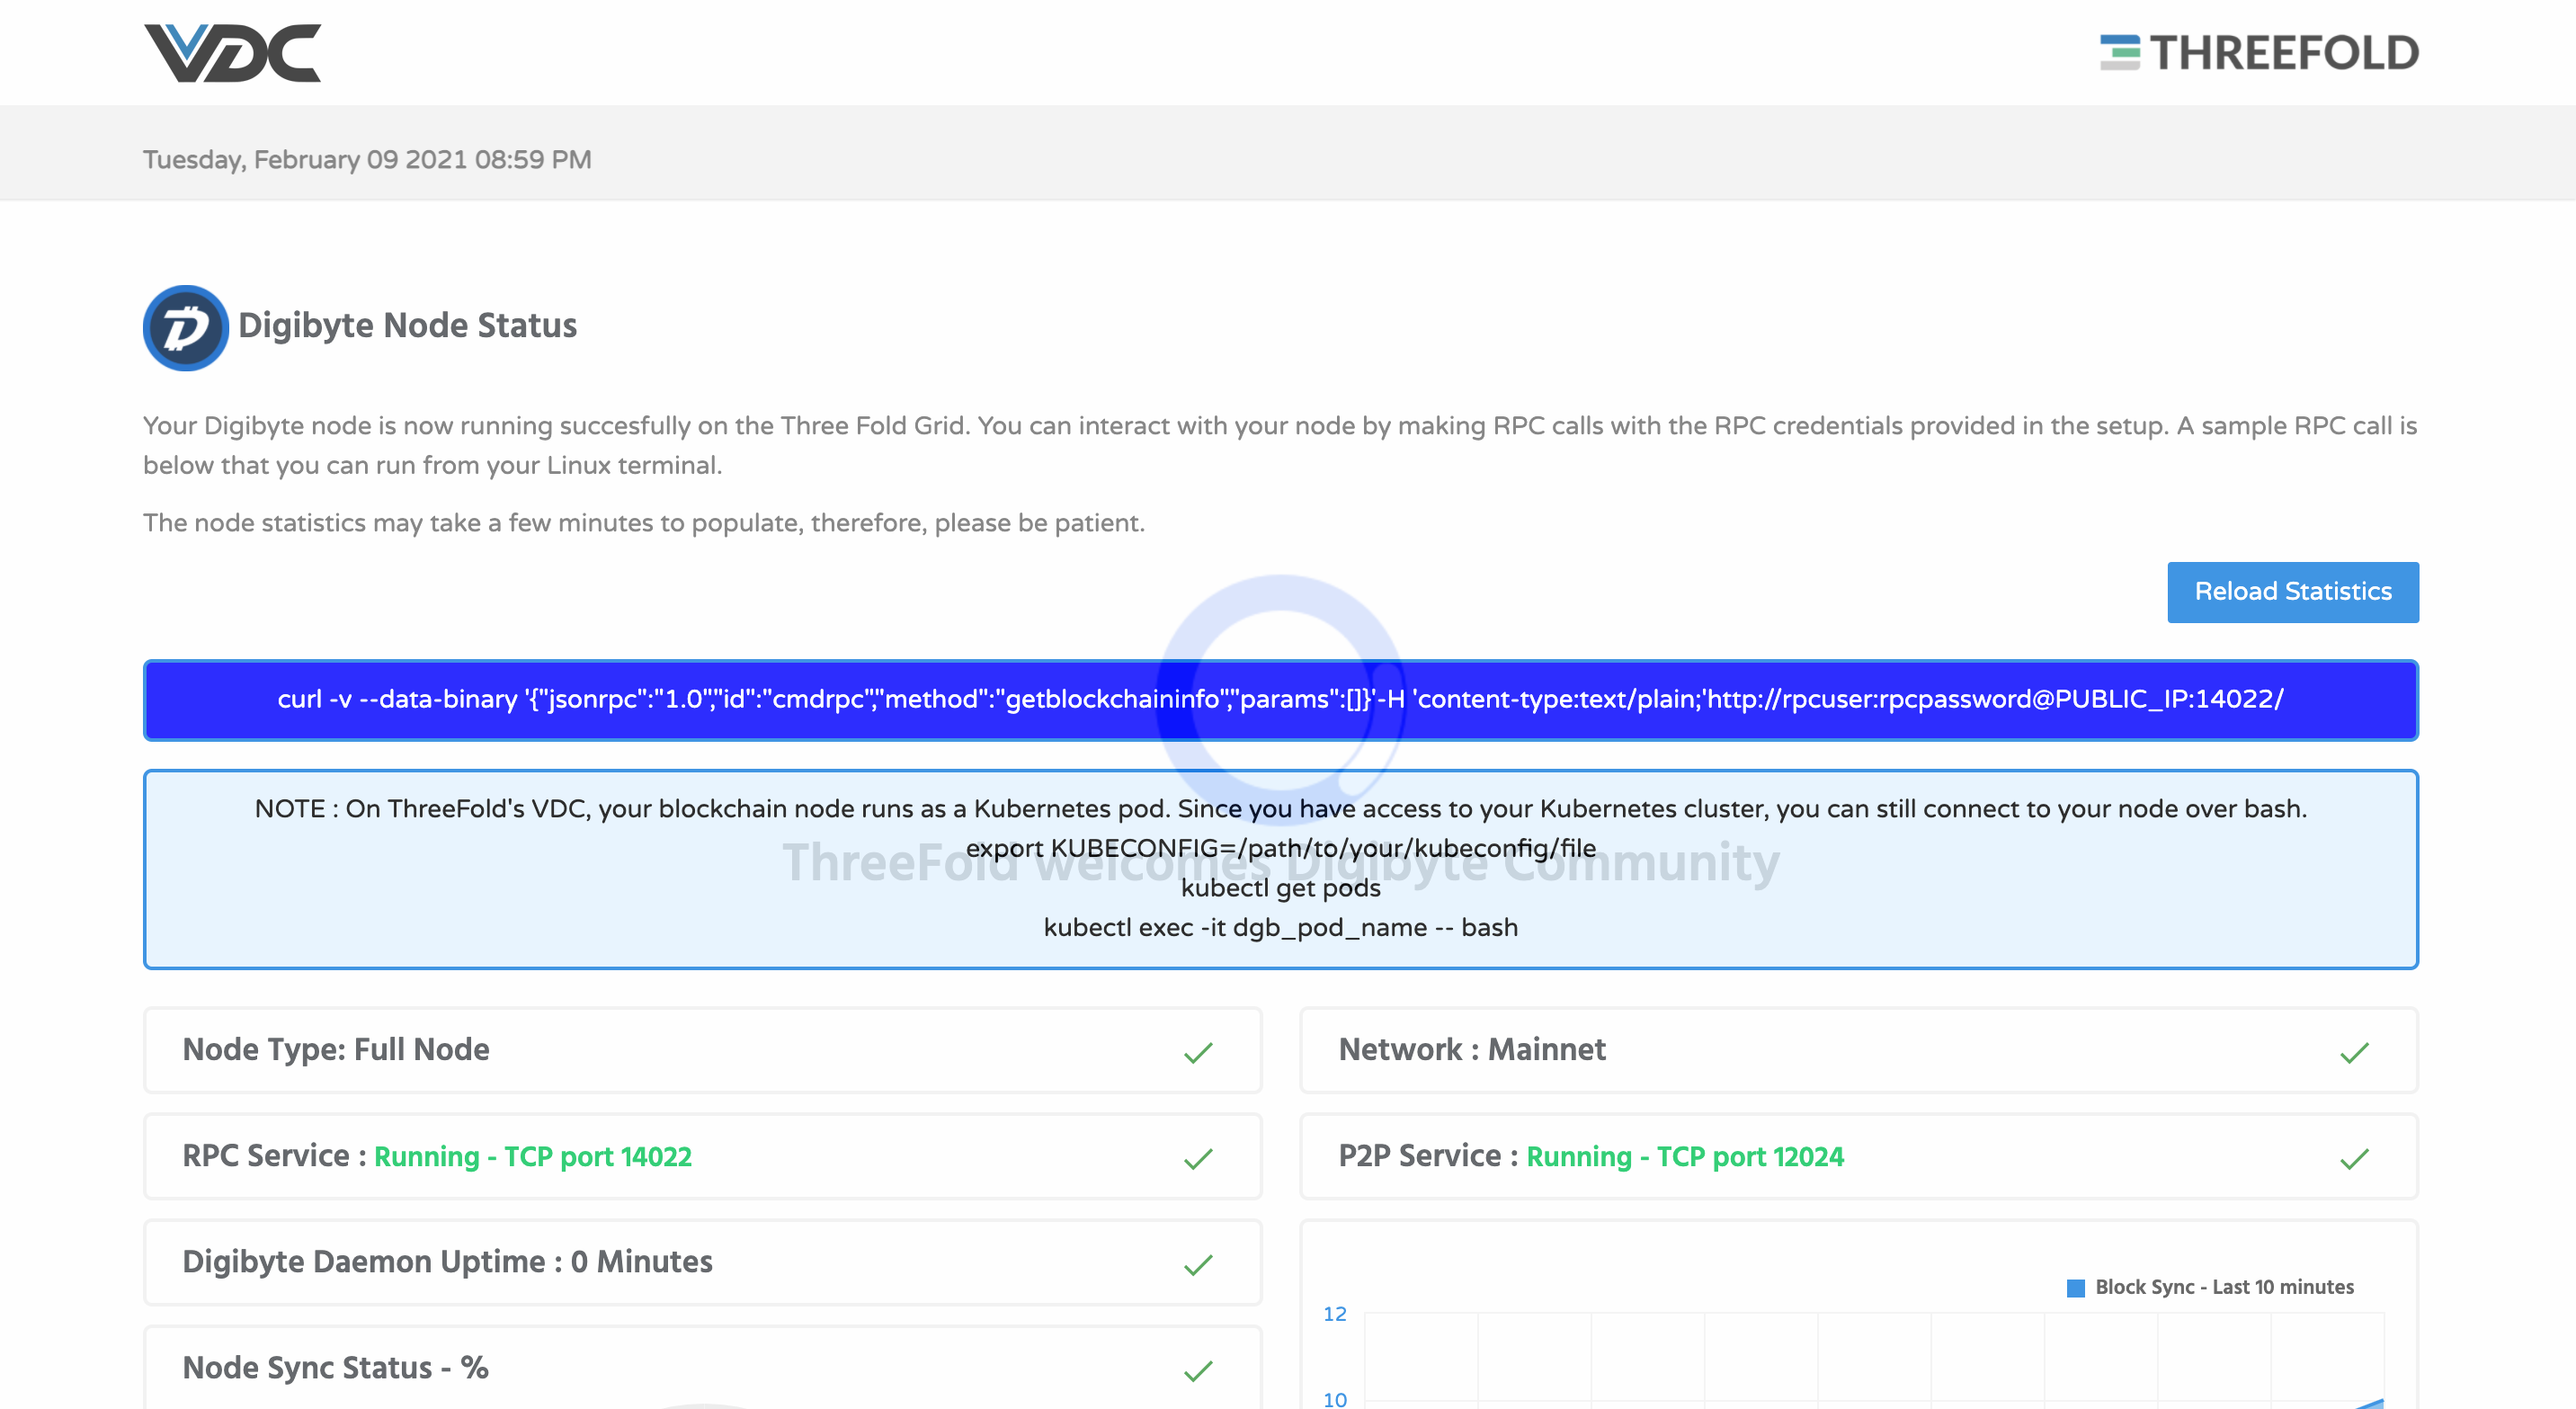 VDC
THREEFOLD
Tuesday, February 09 2021 08:59 PM
Digibyte Node Status
Your Digibyte node is now running succesfully on the Three Fold Grid. You can interact with your node by making RPC calls with the RPC credentials provided in the setup. A sample RPC call is
below that you can run from your Linux terminal.
The node statistics may take a few minutes to populate, therefore, please be patient.
Reload Statistics
curl -v --data-binary '{"jsonrpc":"1.0","id":"cmdrpc","method":"getblockchaininfo","params":[]}'-H 'content-type:text/plain;'http://rpcuser:rpcpassword@PUBLIC_IP:14022/
NOTE : On ThreeFold's VDC, your blockchain node runs as a Kubernetes pod. Since you have access to your Kubernetes cluster, you can still connect to your node over bash.
export KUBECONFIG=/path/to/your/kubeconfig/file
ThreeFold welcomes Digibyte Community
kubectl get pods
kubectl exec -it dgb_pod_name -- bash
Node Type: Full Node
Network : Mainnet
RPC Service : Running - TCP port 14022
P2P Service : Running - TCP port 12024
Digibyte Daemon Uptime : 0 Minutes
Block Sync - Last 10 minutes
12
Node Sync Status - %
10